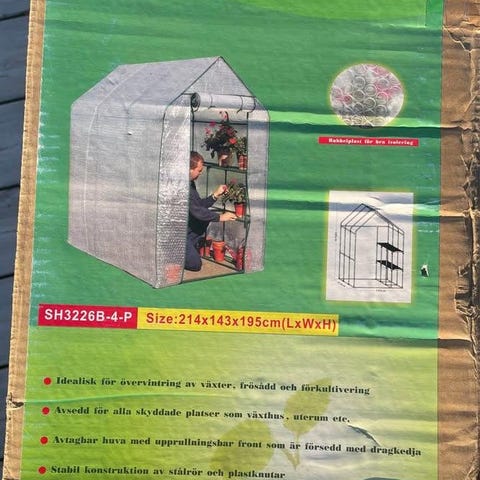 Bubbelplast för bra isolering
SH3226B-4-P Size:214x143x195cm(LxWxH)
Idealisk för övervintring av växter, frösådd och förkultivering
Avsedd för alla skyddade platser som växthus, uterum etc.
Avtagbar huva med upprullningsbar front som är försedd med dragkedja
Stabil konstruktion av stålrör och plastknutar